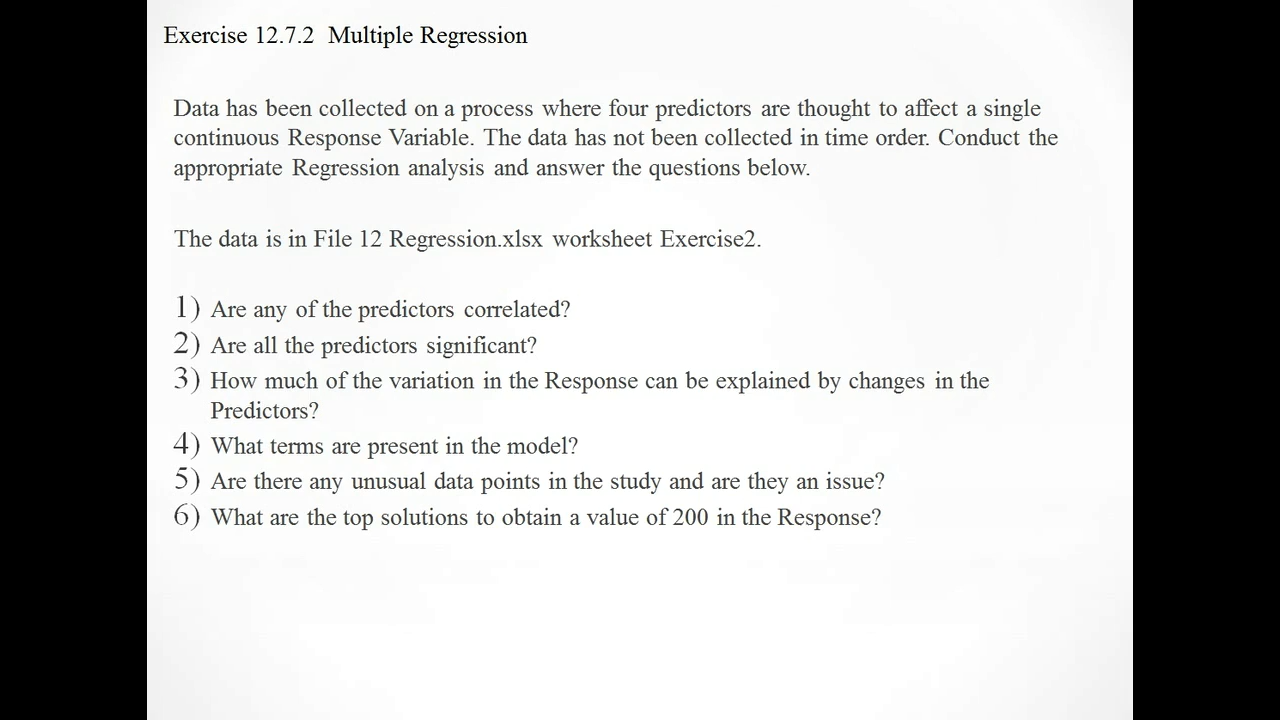 Exercise 12.7.2 Multiple Regression
Data has been collected on a process where four predictors are thought to affect a single
continuous Response Variable. The data has not been collected in time order. Conduct the
appropriate Regression analysis and answer the questions below.
The data is in File 12 Regression.xlsx worksheet Exercise2.
1) Are any of the predictors correlated?
2) Are all the predictors significant?
3) How much of the variation in the Response can be explained by changes in the
Predictors?
4) What terms are present in the model?
5) Are there any unusual data points in the study and are they an issue?
6) What are the top solutions to obtain a value of 200 in the Response?